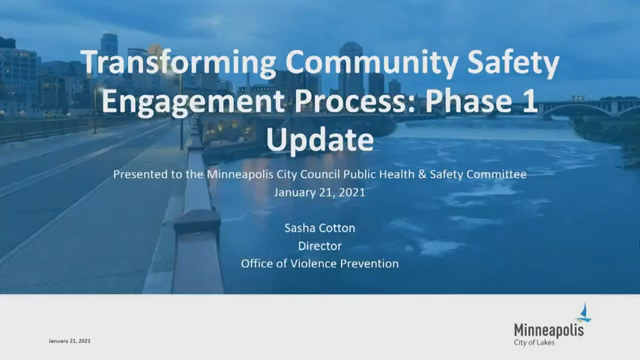 Transforming Community Safety
Engagement Process: Phase 1
Update
Presented to the Minneapolis City Council Public Health & Safety Committee
January 21, 2021
Sasha Cotton
Director
Office of Violence Prevention
Minneapolis
City of Lakes
January 21, 2021